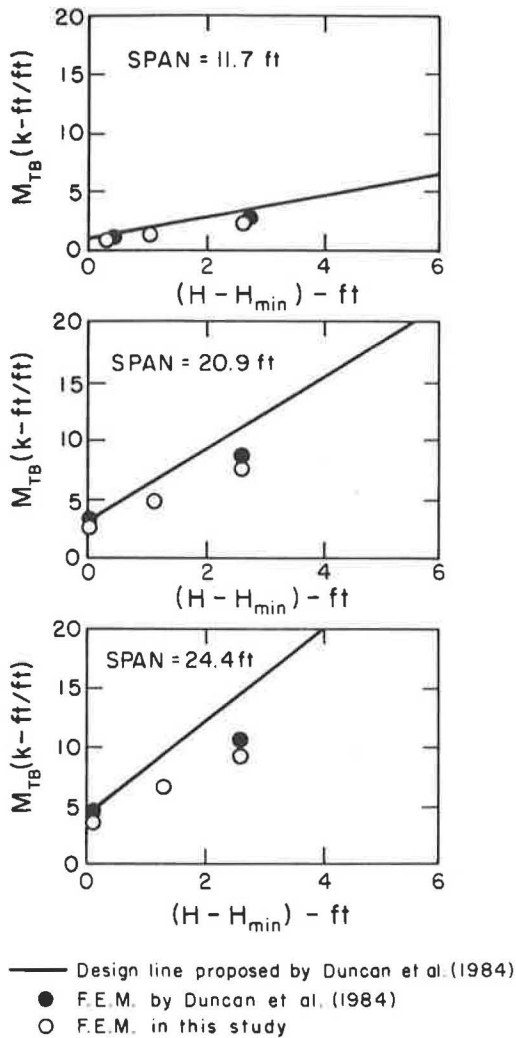 20
SPAN = 11.7 ft
15
10
5
0
M_TB (k-ft/ft)
0 2 4 6
(H - H_min) - ft
20
SPAN = 20.9 ft
15
10
5
0
M_TB (k-ft/ft)
0 2 4 6
(H - H_min) - ft
20
SPAN = 24.4 ft
15
10
5
0
M_TB (k-ft/ft)
0 2 4 6
(H - H_min) - ft
Design line proposed by Duncan et al. (1984)
F.E.M. by Duncan et al. (1984)
F.E.M. in this study